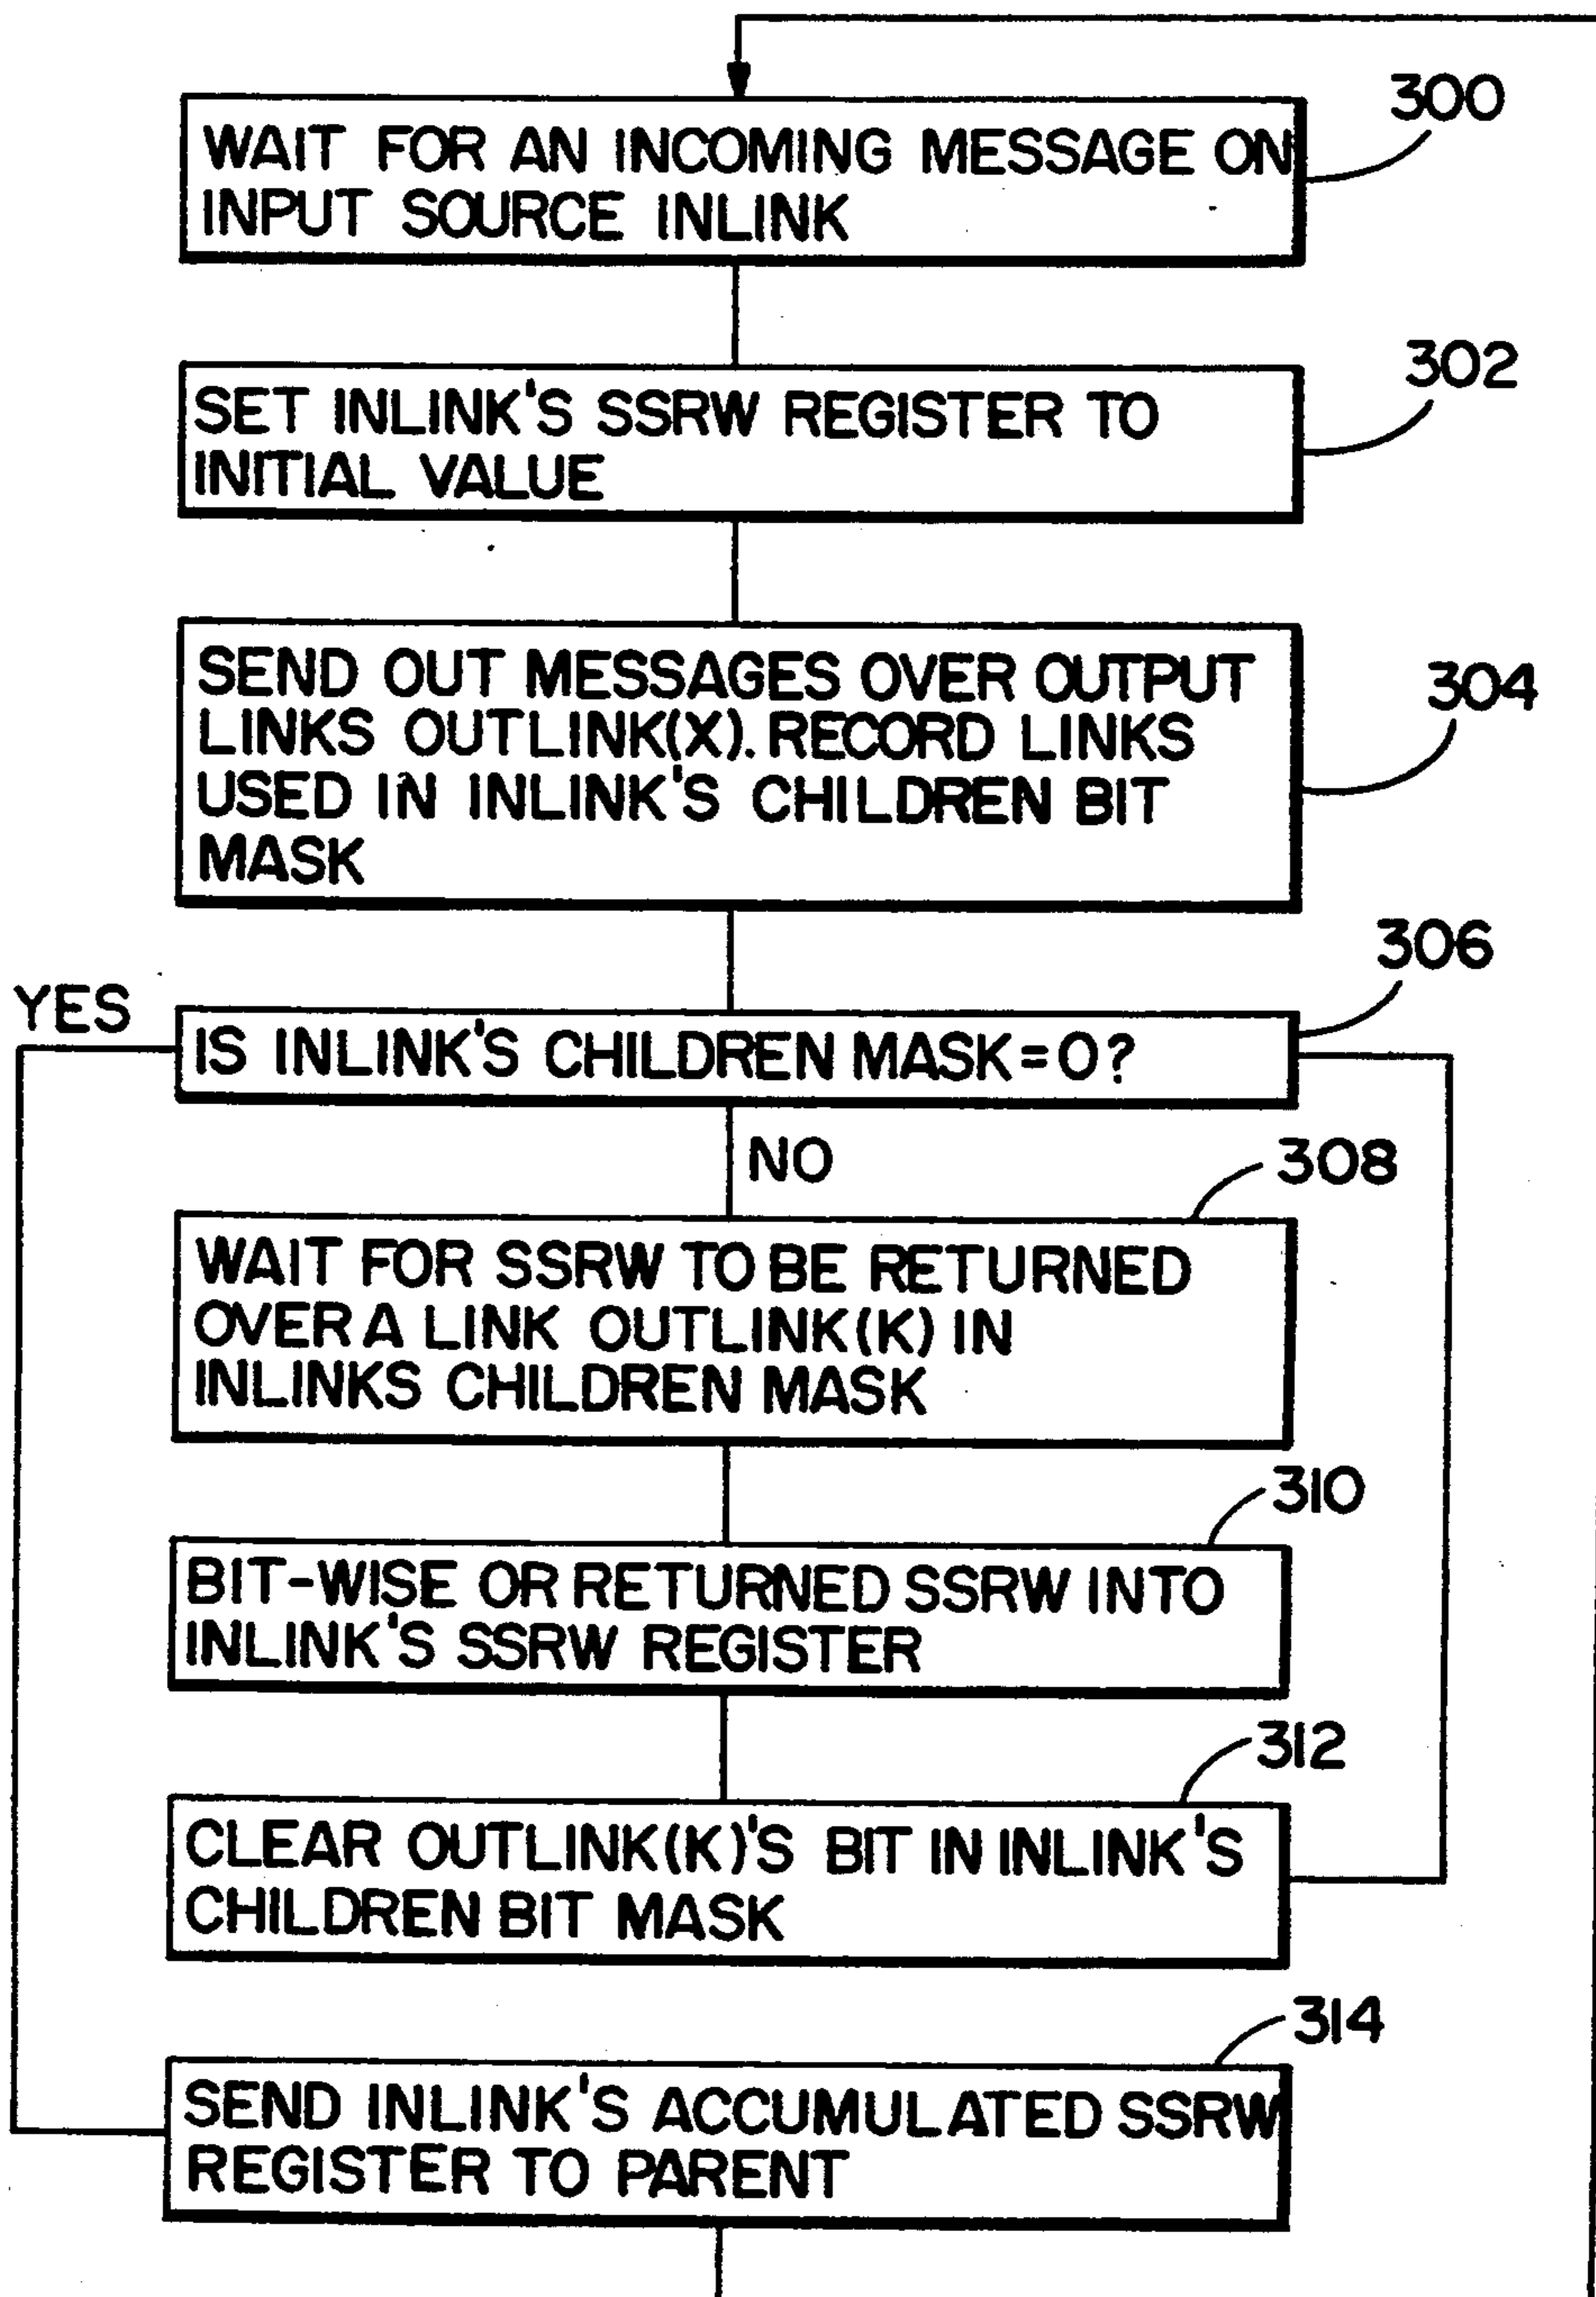 300
WAIT FOR AN INCOMING MESSAGE ON
INPUT SOURCE INLINK
302
SET INLINK'S SSRW REGISTER TO
INITIAL VALUE
304
SEND OUT MESSAGES OVER OUTPUT
LINKS OUTLINK(X). RECORD LINKS
USED IN INLINK'S CHILDREN BIT
MASK
306
YES
IS INLINK'S CHILDREN MASK=0?
NO
308
WAIT FOR SSRW TO BE RETURNED
OVER A LINK OUTLINK(K) IN
INLINKS CHILDREN MASK
310
BIT-WISE OR RETURNED SSRW INTO
INLINK'S SSRW REGISTER
312
CLEAR OUTLINK(K)'S BIT IN INLINK'S
CHILDREN BIT MASK
314
SEND INLINK'S ACCUMULATED SSRW
REGISTER TO PARENT